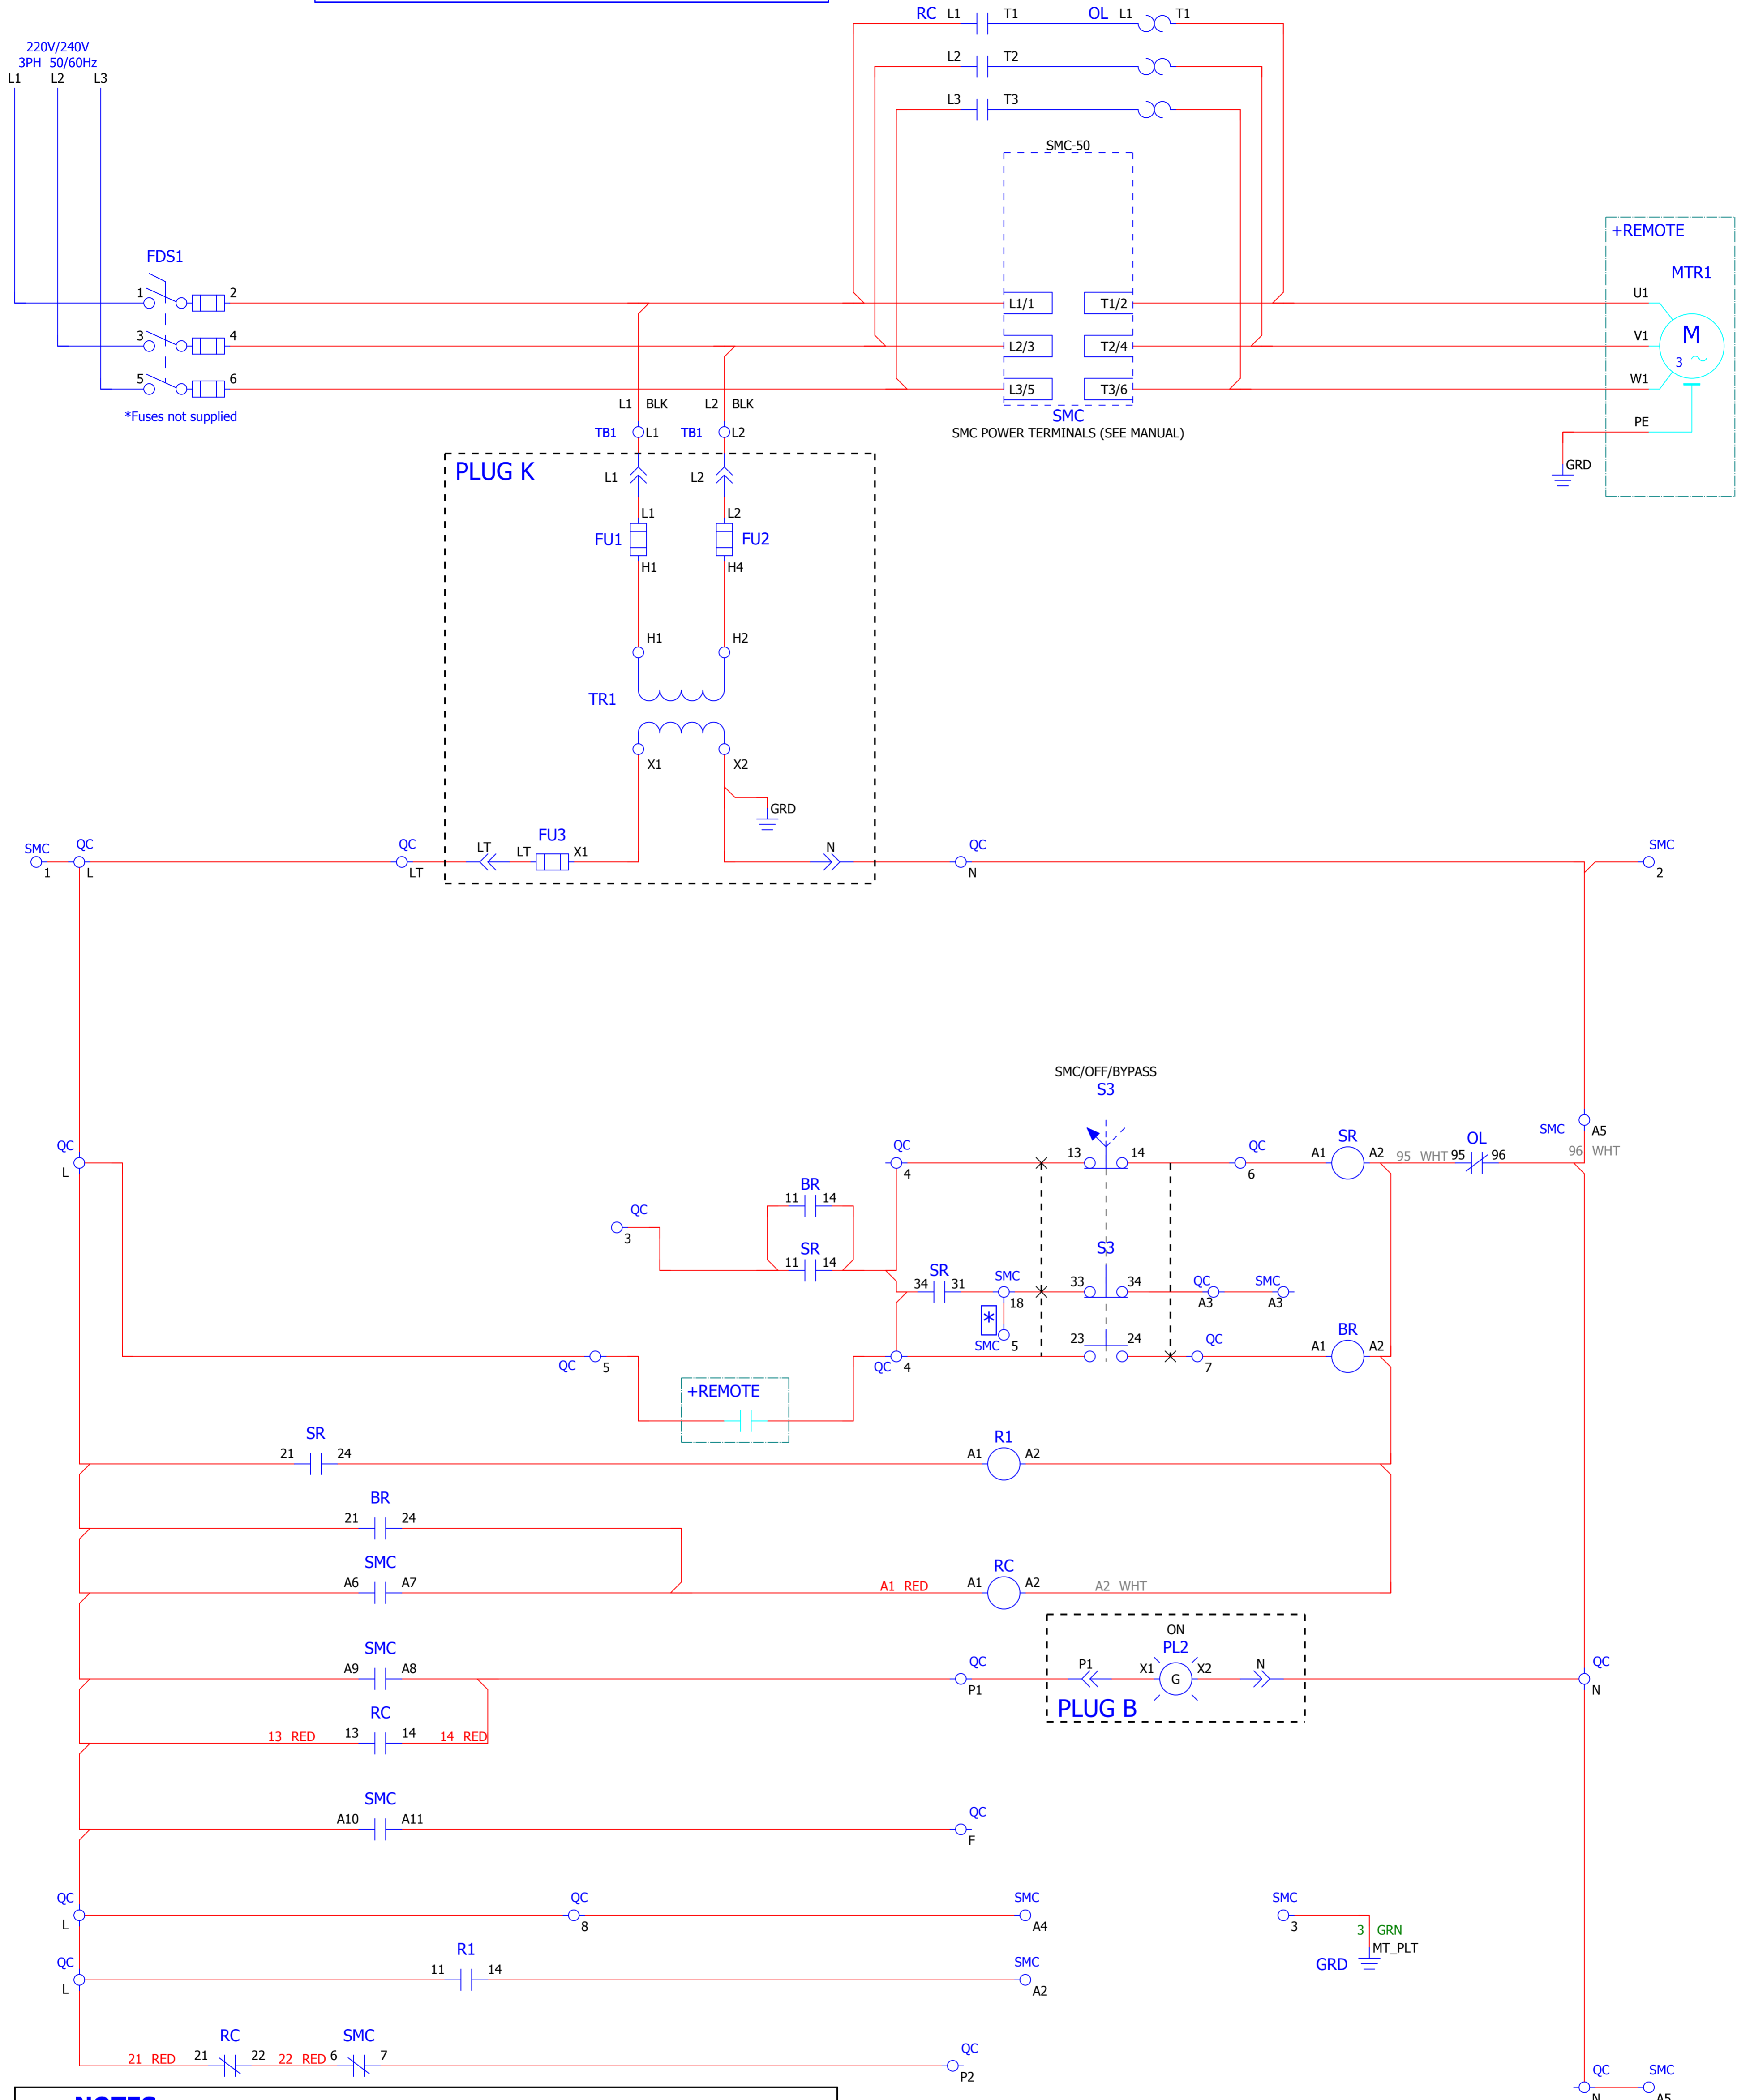 RC L1 T1 OL L1 T1
220V/240V
3PH 50/60Hz
L1 L2 L3
L2 T2
L3 T3
SMC-50
+REMOTE
MTR1
FDS1
1 2
L1/1 T1/2
U1
3 4
L2/3 T2/4
V1
M
3
5 6
L3/5 T3/6
W1
*Fuses not supplied
L1 BLK L2 BLK
SMC
PE
TB1 L1 TB1 L2
SMC POWER TERMINALS (SEE MANUAL)
GRD
PLUG K
L1 L2
L1 L2
FU1 FU2
H1 H4
H1 H2
TR1
X1 X2
GRD
SMC QC QC
LT LT FU3 X1
N
QC SMC
1 L LT N 2
SMC/OFF/BYPASS
S3
SMC A5
QC L
QC 4
13 14
QC 6
SR
A1 A2
95 WHT 95 OL 96
96 WHT
BR
11 14
QC
3
SR
11 14
S3
SR
34 31
SMC
18
33 34
QC SMC
A3 A3
*
SMC 5
23 24
QC
7
BR
A1 A2
QC 5
QC 4
+REMOTE
SR
21 24
R1
A1 A2
BR
21 24
SMC
A6 A7
A1 RED
RC
A1 A2
A2 WHT
ON
PL2
SMC
A9 A8
QC
P1
P1 X1 G X2 N
QC
N
PLUG B
RC
13 RED 13 14 14 RED
SMC
A10 A11
QC
F
QC QC SMC SMC
L 8 A4 3
3 GRN
MT_PLT
GRD
QC R1 SMC
L 11 14 A2
RC SMC
21 RED 21 22 22 RED 6 7
QC
P2
QC SMC
N A5
NOTES